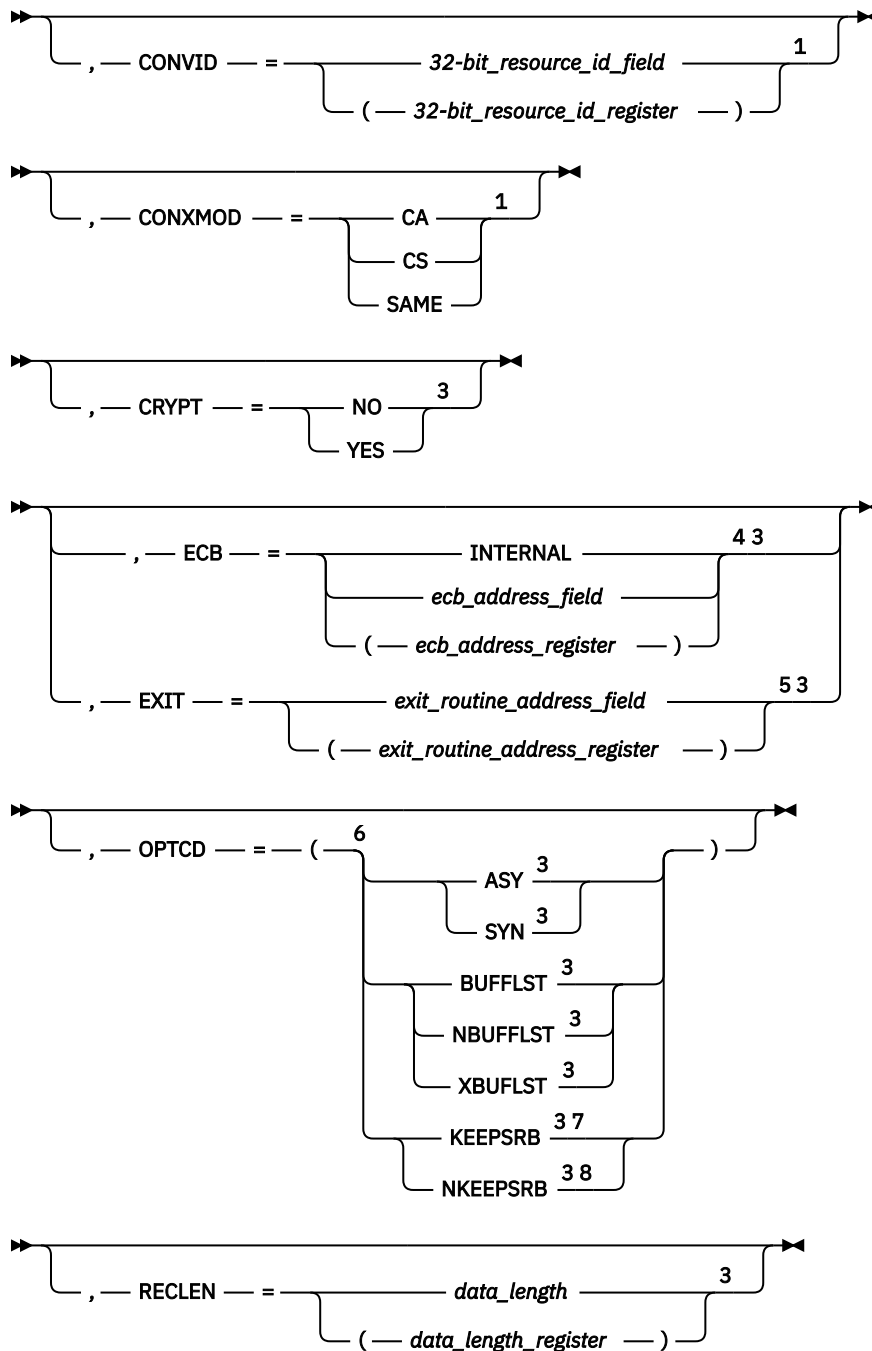 , CONVID = 32-bit_resource_id_field 1
( 32-bit_resource_id_register )
, CONXMOD = CA 1
CS
SAME
, CRYPT = NO 3
YES
, ECB = INTERNAL 4 3
ecb_address_field
( ecb_address_register )
, EXIT = exit_routine_address_field 5 3
( exit_routine_address_register )
, OPTCD = ( 6 )
ASY 3
SYN 3
BUFFLST 3
NBUFFLST 3
XBUFLST 3
KEEPSRB 3 7
NKEEPSRB 3 8
, RECLEN = data_length 3
( data_length_register )